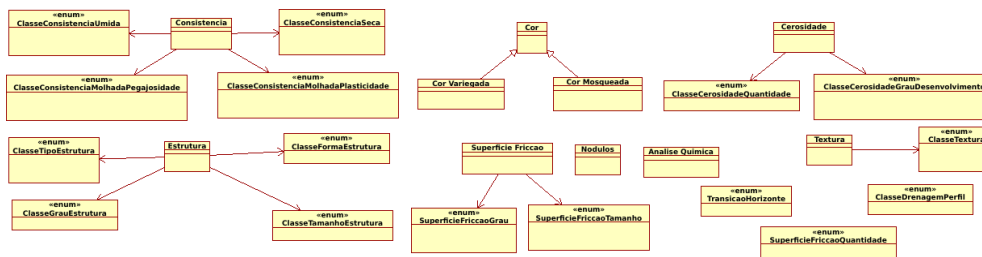 «enum»
ClasseConsistenciaUmida
Consistencia
«enum»
ClasseConsistenciaSeca
«enum»
ClasseConsistenciaMolhadaPegajosidade
«enum»
ClasseConsistenciaMolhadaPlasticidade
Cor
Cor Variegada
Cor Mosqueada
Cerosidade
«enum»
ClasseCerosidadeQuantidade
«enum»
ClasseCerosidadeGrauDesenvolvimento
«enum»
ClasseTipoEstrutura
Estrutura
«enum»
ClasseFormaEstrutura
«enum»
ClasseGrauEstrutura
«enum»
ClasseTamanhoEstrutura
Superficie Friccao
Nodulos
Analise Quimica
«enum»
SuperficieFriccaoGrau
«enum»
SuperficieFriccaoTamanho
Textura
«enum»
ClasseTextura
«enum»
TransicaoHorizonte
«enum»
ClasseDrenagemPerfil
«enum»
SuperficieFriccaoQuantidade